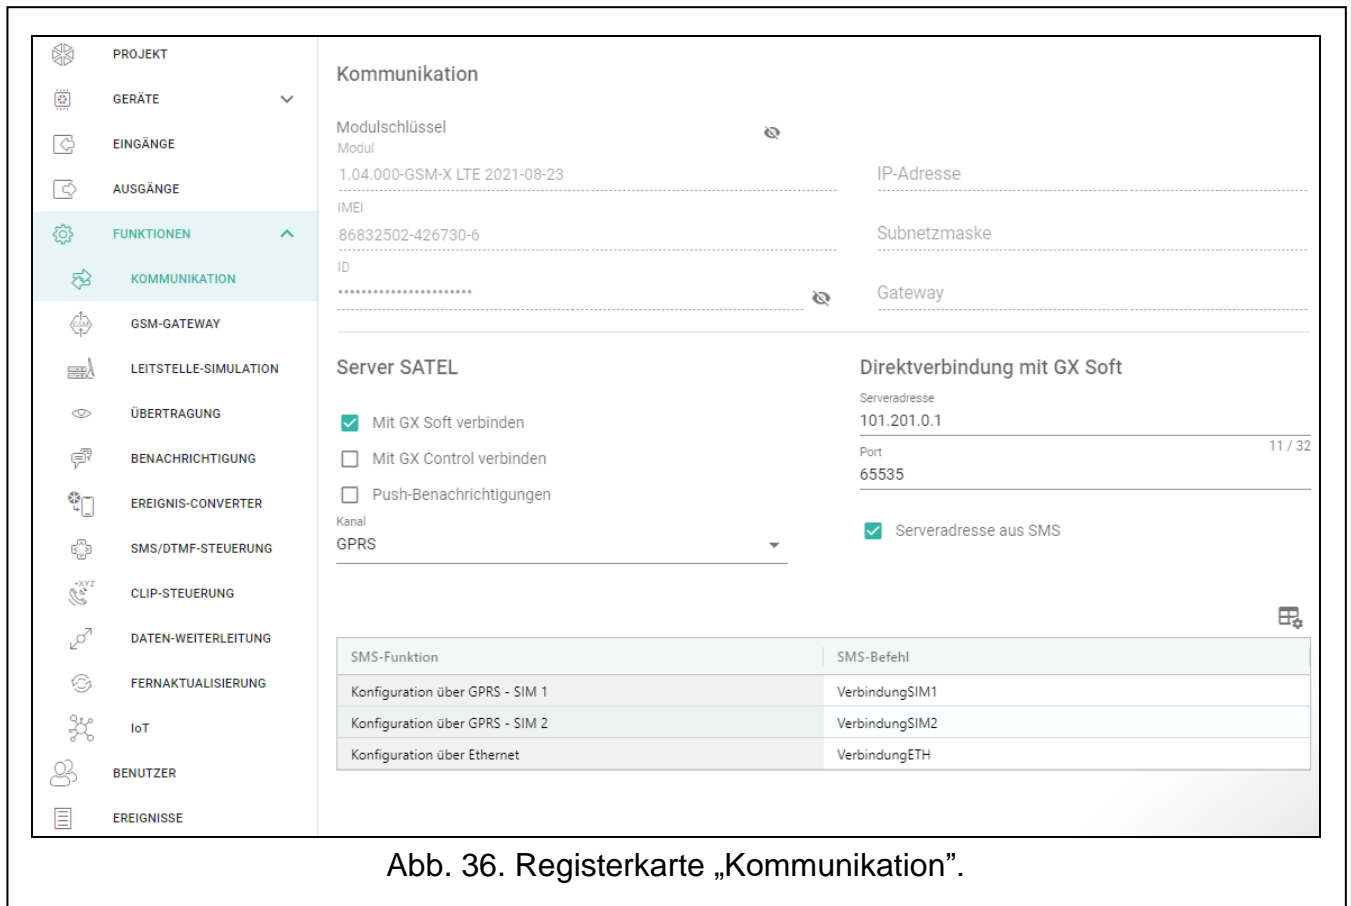 PROJEKT
GERÄTE
EINGÄNGE
AUSGÄNGE
FUNKTIONEN
KOMMUNIKATION
GSM-GATEWAY
LEITSTELLE-SIMULATION
ÜBERTRAGUNG
BENACHRICHTIGUNG
EREIGNIS-CONVERTER
SMS/DTMF-STEUERUNG
+XYZ
CLIP-STEUERUNG
DATEN-WEITERLEITUNG
FERNAKTUALISIERUNG
IoT
BENUTZER
EREIGNISSE
Kommunikation
Modulschlüssel
Modul
1.04.000-GSM-X LTE 2021-08-23
IMEI
86832502-426730-6
ID
•••••••••••••••••••••••
IP-Adresse
Subnetzmaske
Gateway
Server SATEL
Mit GX Soft verbinden
Mit GX Control verbinden
Push-Benachrichtigungen
Kanal
GPRS
Direktverbindung mit GX Soft
Serveradresse
101.201.0.1
11 / 32
Port
65535
Serveradresse aus SMS
SMS-Funktion SMS-Befehl
Konfiguration über GPRS - SIM 1 VerbindungSIM1
Konfiguration über GPRS - SIM 2 VerbindungSIM2
Konfiguration über Ethernet VerbindungETH
Abb. 36. Registerkarte „Kommunikation”.